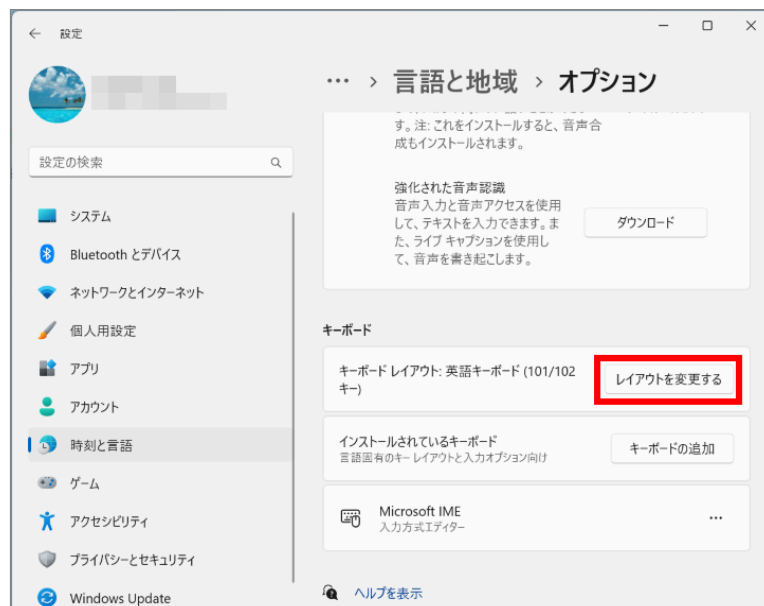 設定
… › 言語と地域 › オプション
す。注: これをインストールすると、音声合
成もインストールされます。
設定の検索
強化された音声認識
音声入力と音声アクセスを使用
して、テキストを入力できます。ま
た、ライブ キャプションを使用し
て、音声を書き起こします。
ダウンロード
システム
Bluetooth とデバイス
ネットワークとインターネット
個人用設定
アプリ
アカウント
時刻と言語
ゲーム
アクセシビリティ
プライバシーとセキュリティ
Windows Update
キーボード
キーボード レイアウト: 英語キーボード (101/102
キー)
レイアウトを変更する
インストールされているキーボード
言語固有のキー レイアウトと入力オプション向け
キーボードの追加
Microsoft IME
入力方式エディター
…
ヘルプを表示